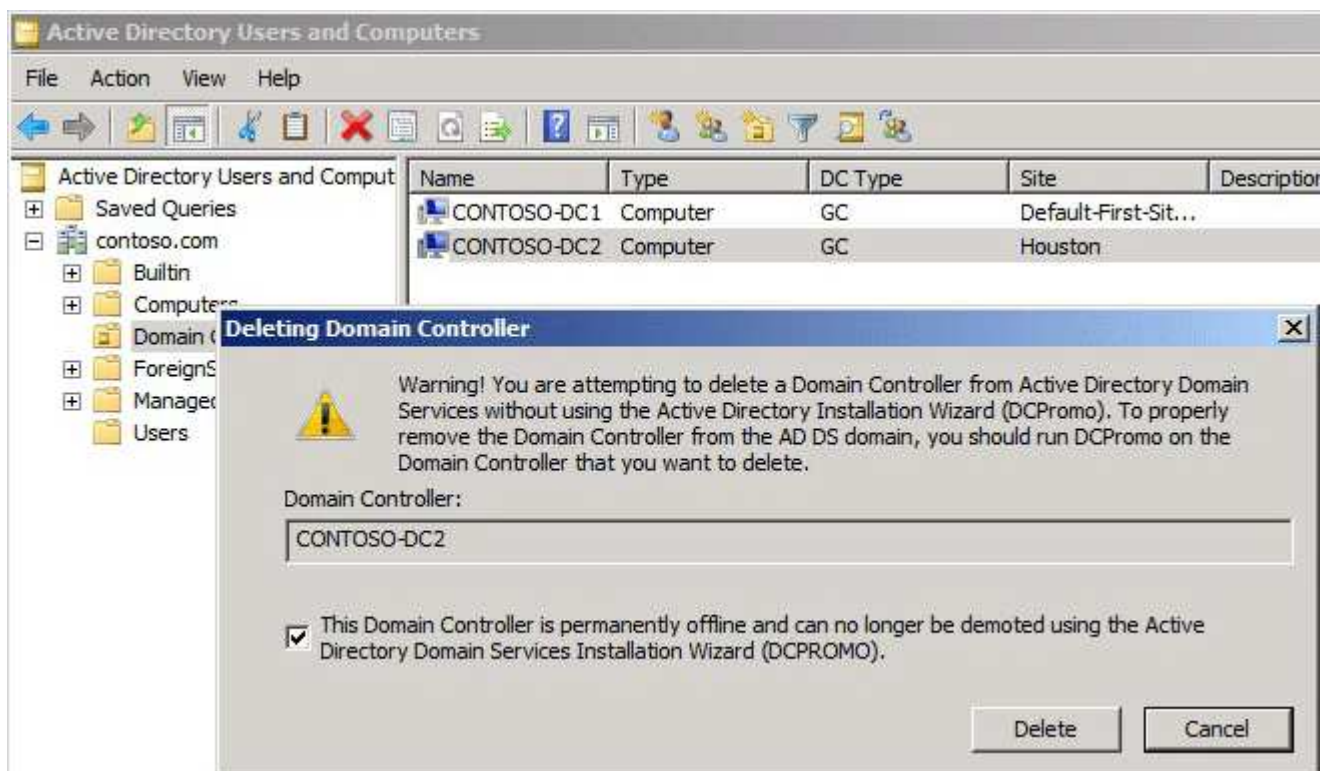 Active Directory Users and Computers
File Action View Help
Active Directory Users and Comput
Name Type DC Type Site Description
Saved Queries
CONTOSO-DC1 Computer GC Default-First-Sit...
contoso.com
CONTOSO-DC2 Computer GC Houston
Builtin
Computers
Domain C
Deleting Domain Controller
ForeignS
Managed
Users
Warning! You are attempting to delete a Domain Controller from Active Directory Domain
Services without using the Active Directory Installation Wizard (DCPromo). To properly
remove the Domain Controller from the AD DS domain, you should run DCPromo on the
Domain Controller that you want to delete.
Domain Controller:
CONTOSO-DC2
This Domain Controller is permanently offline and can no longer be demoted using the Active
Directory Domain Services Installation Wizard (DCPROMO).
Delete Cancel